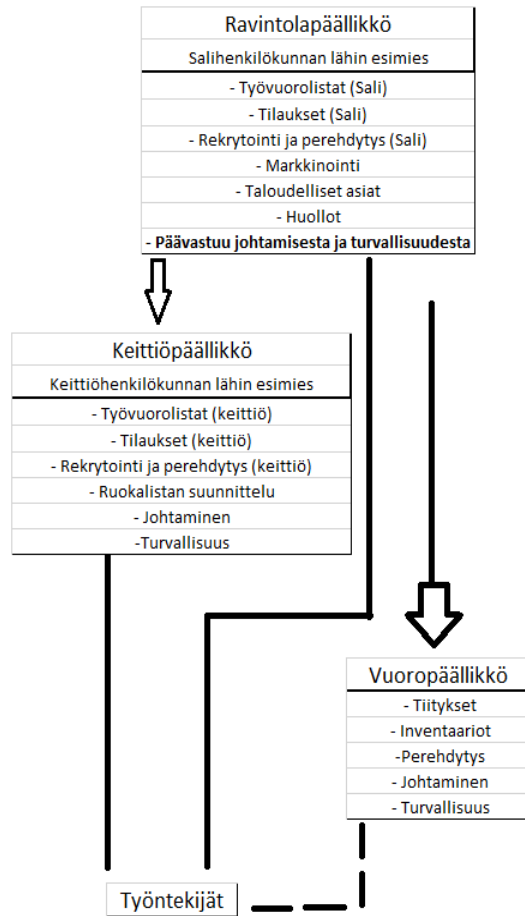 Ravintolapäällikkö
Salihenkilökunnan lähin esimies
- Työvuorolistat (Sali)
- Tilaukset (Sali)
- Rekrytointi ja perehdytys (Sali)
- Markkinointi
- Taloudelliset asiat
- Huollot
- Päävastuu johtamisesta ja turvallisuudesta
Keittiöpäällikkö
Keittiöhenkilökunnan lähin esimies
- Työvuorolistat (keittiö)
- Tilaukset (keittiö)
- Rekrytointi ja perehdytys (keittiö)
- Ruokalistan suunnittelu
- Johtaminen
-Turvallisuus
Vuoropäällikkö
- Tiitykset
- Inventaariot
-Perehdytys
- Johtaminen
- Turvallisuus
Työntekijät